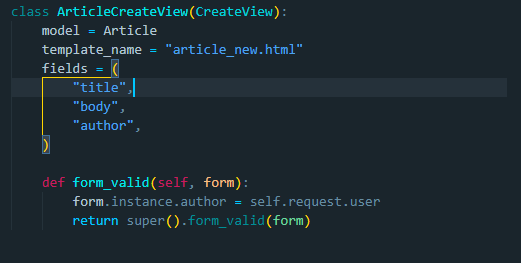 class ArticleCreateView(CreateView):
    model = Article
    template_name = "article_new.html"
    fields = (
        "title",
        "body",
        "author",
    )
    def form_valid(self, form):
        form.instance.author = self.request.user
        return super().form_valid(form)